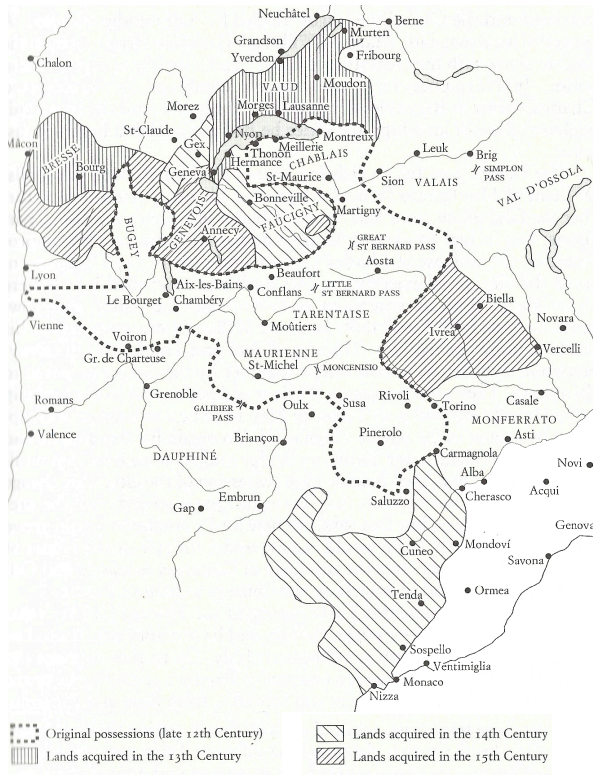 Neuchâtel
Berne
Murten
Grandson
Chalon
Yverdon
Fribourg
VAUD
Moudon
Morez
Morges
Lausanne
St-Claude
Nyon
Meillerie
Montreux
Mâcon
Gex
Thonon
CHABLAIS
Leuk
Brig
BRESSE
Hermance
Bourg
Geneva
St-Maurice
Sion
VALAIS
SIMPLON
PASS
VAL D'OSSOLA
Bonneville
Martigny
FAUCIGNY
GENEVOIS
BUGEY
Annecy
GREAT
ST BERNARD PASS
Lyon
Beaufort
Aosta
Aix-les-Bains
Conflans
LITTLE
ST BERNARD PASS
Le Bourget
Chambéry
Biella
Vienne
Moûtiers
TARENTAISE
Novara
Ivrea
Voiron
Vercelli
Gr. de Charteuse
MAURIENNE
St-Michel
MONCENISIO
Grenoble
Romans
GALIBIER
PASS
Oulx
Susa
Rivoli
Torino
Casale
MONFERRATO
Valence
Briançon
Pinerolo
Asti
DAUPHINÉ
Carmagnola
Novi
Alba
Embrun
Saluzzo
Cherasco
Acqui
Gap
Genova
Cuneo
Mondoví
Savona
Tenda
Ormea
Sospello
Ventimiglia
Monaco
Nizza
Original possessions (late 12th Century)
Lands acquired in the 13th Century
Lands acquired in the 14th Century
Lands acquired in the 15th Century